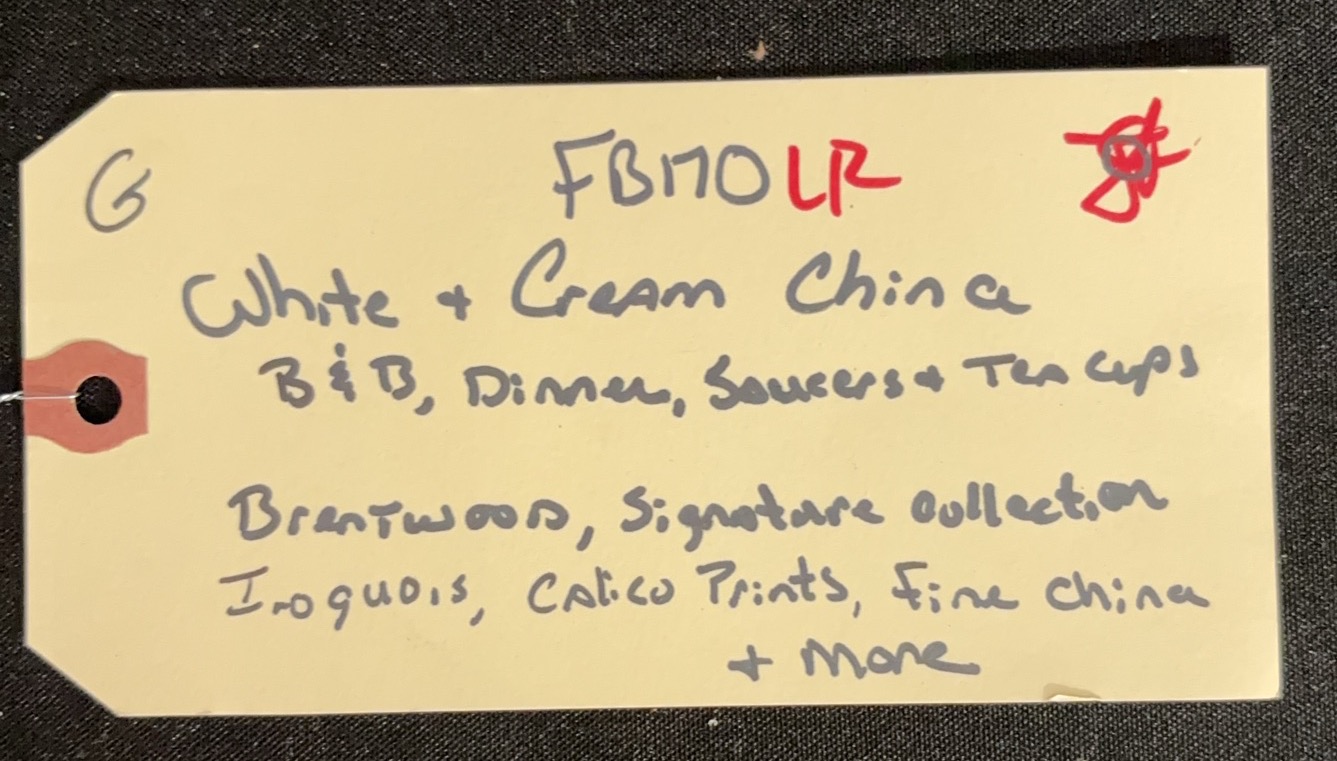 G FB170LR
White + Cream China
B & B, Dinner, Saucers + Tea Cups
Brentwood, Signature Collection
Iroquois, Calico Prints, Fine China
+ More